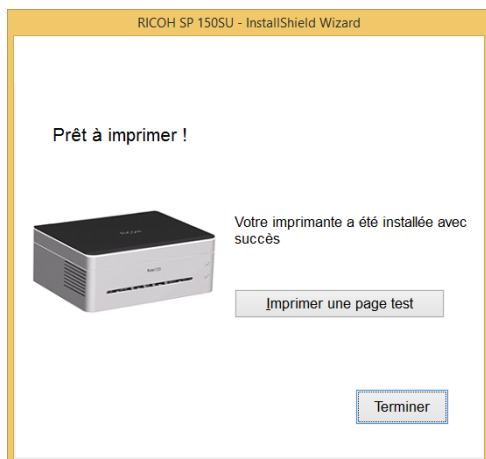 RICOH SP 150SU - InstallShield Wizard
Prêt à imprimer !
Votre imprimante a été installée avec
succès
Imprimer une page test
Terminer